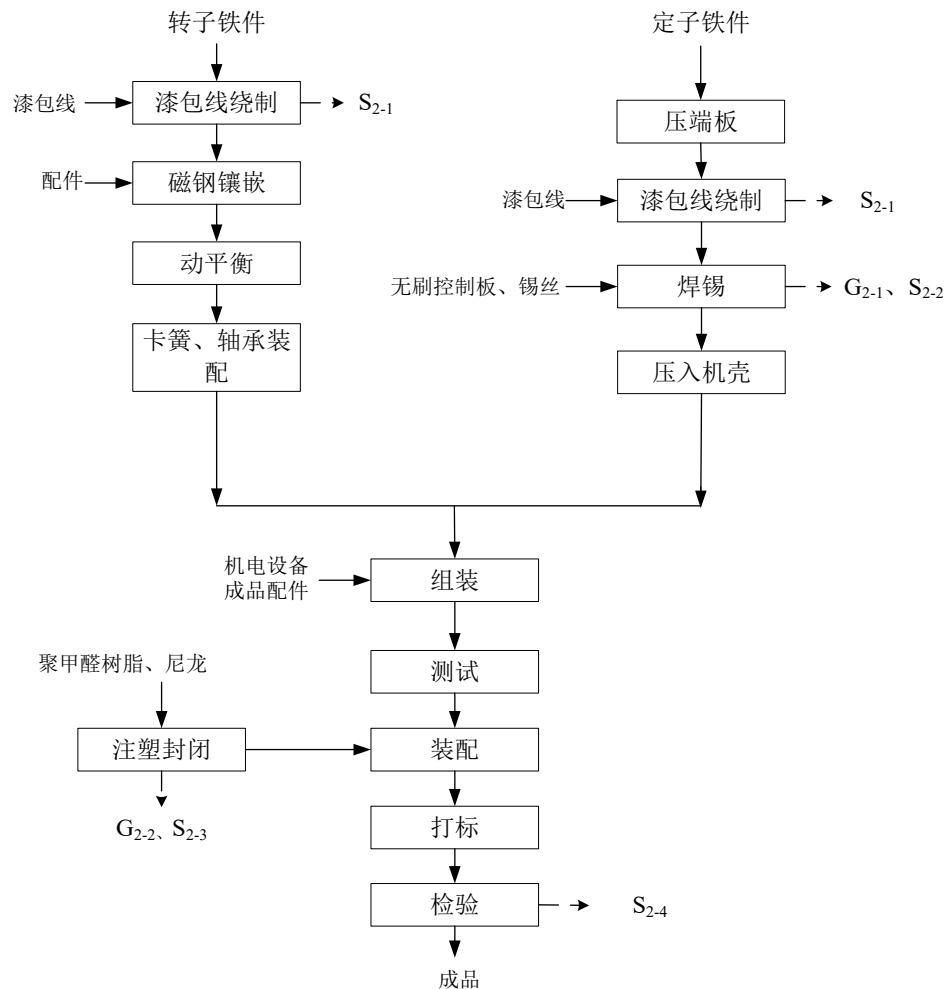 转子铁件
定子铁件
漆包线
漆包线绕制
S2-1
压端板
配件
磁钢镶嵌
漆包线
漆包线绕制
S2-1
动平衡
无刷控制板、锡丝
焊锡
G2-1、S2-2
卡簧、轴承装
配
压入机壳
机电设备
成品配件
组装
聚甲醛树脂、尼龙
测试
注塑封闭
装配
G2-2、S2-3
打标
检验
S2-4
成品